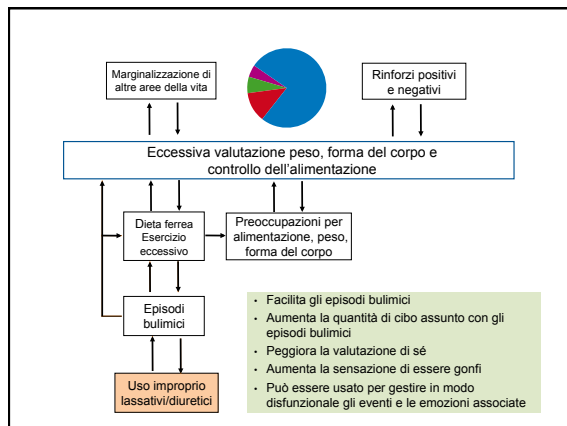 Marginalizzazione di
altre aree della vita
Rinforzi positivi
e negativi
Eccessiva valutazione peso, forma del corpo e
controllo dell'alimentazione
Dieta ferrea
Esercizio
eccessivo
Preoccupazioni per
alimentazione, peso,
forma del corpo
Episodi
bulimici
Uso improprio
lassativi/diuretici
• Facilita gli episodi bulimici
• Aumenta la quantità di cibo assunto con gli
episodi bulimici
• Peggiora la valutazione di sé
• Aumenta la sensazione di essere gonfi
• Può essere usato per gestire in modo
disfunzionale gli eventi e le emozioni associate